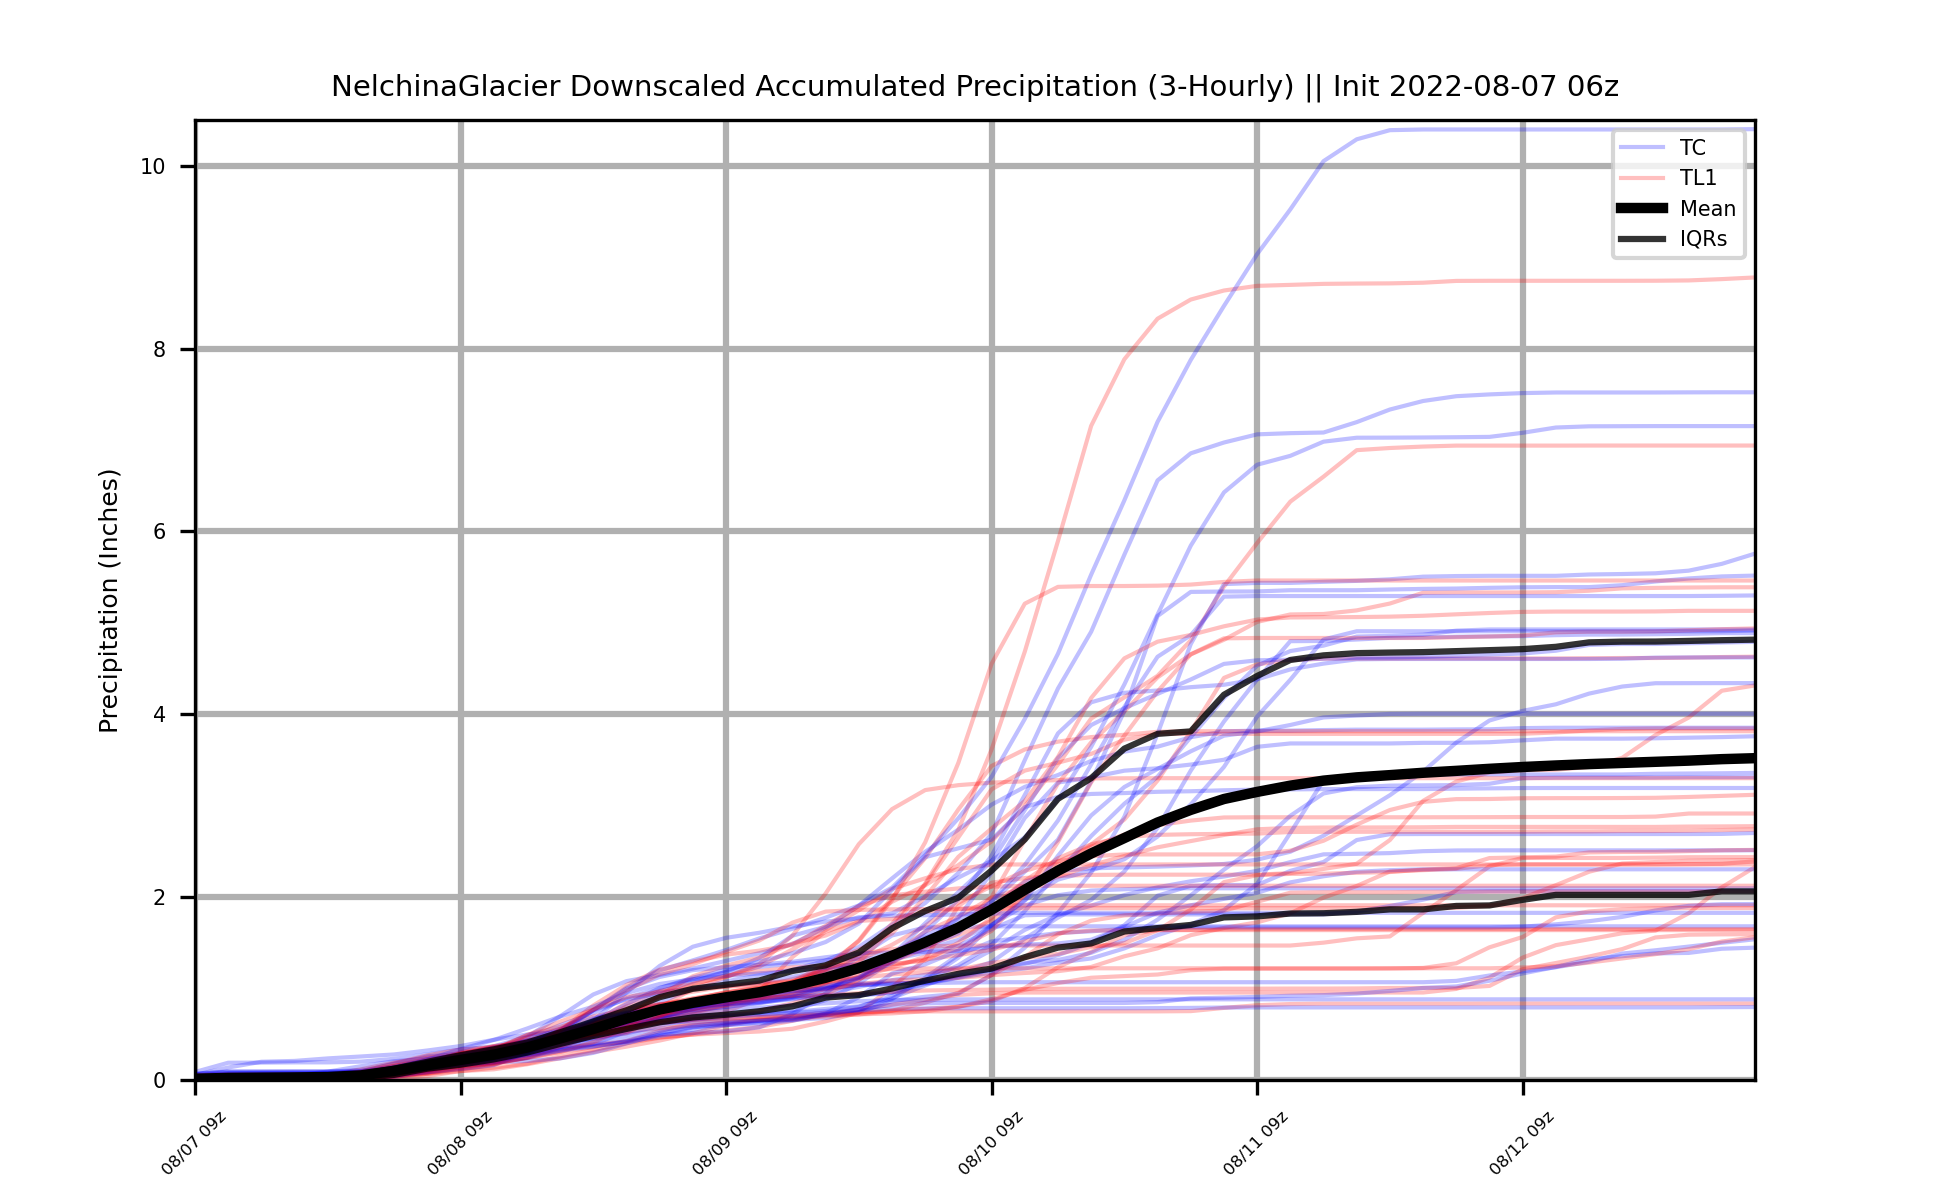 NelchinaGlacier Downscaled Accumulated Precipitation (3-Hourly) || Init 2022-08-07 06z
TC
TL1
Mean
IQRs
Precipitation (Inches)
10
8
6
4
2
0
08/07 09z
08/08 09z
08/09 09z
08/10 09z
08/11 09z
08/12 09z